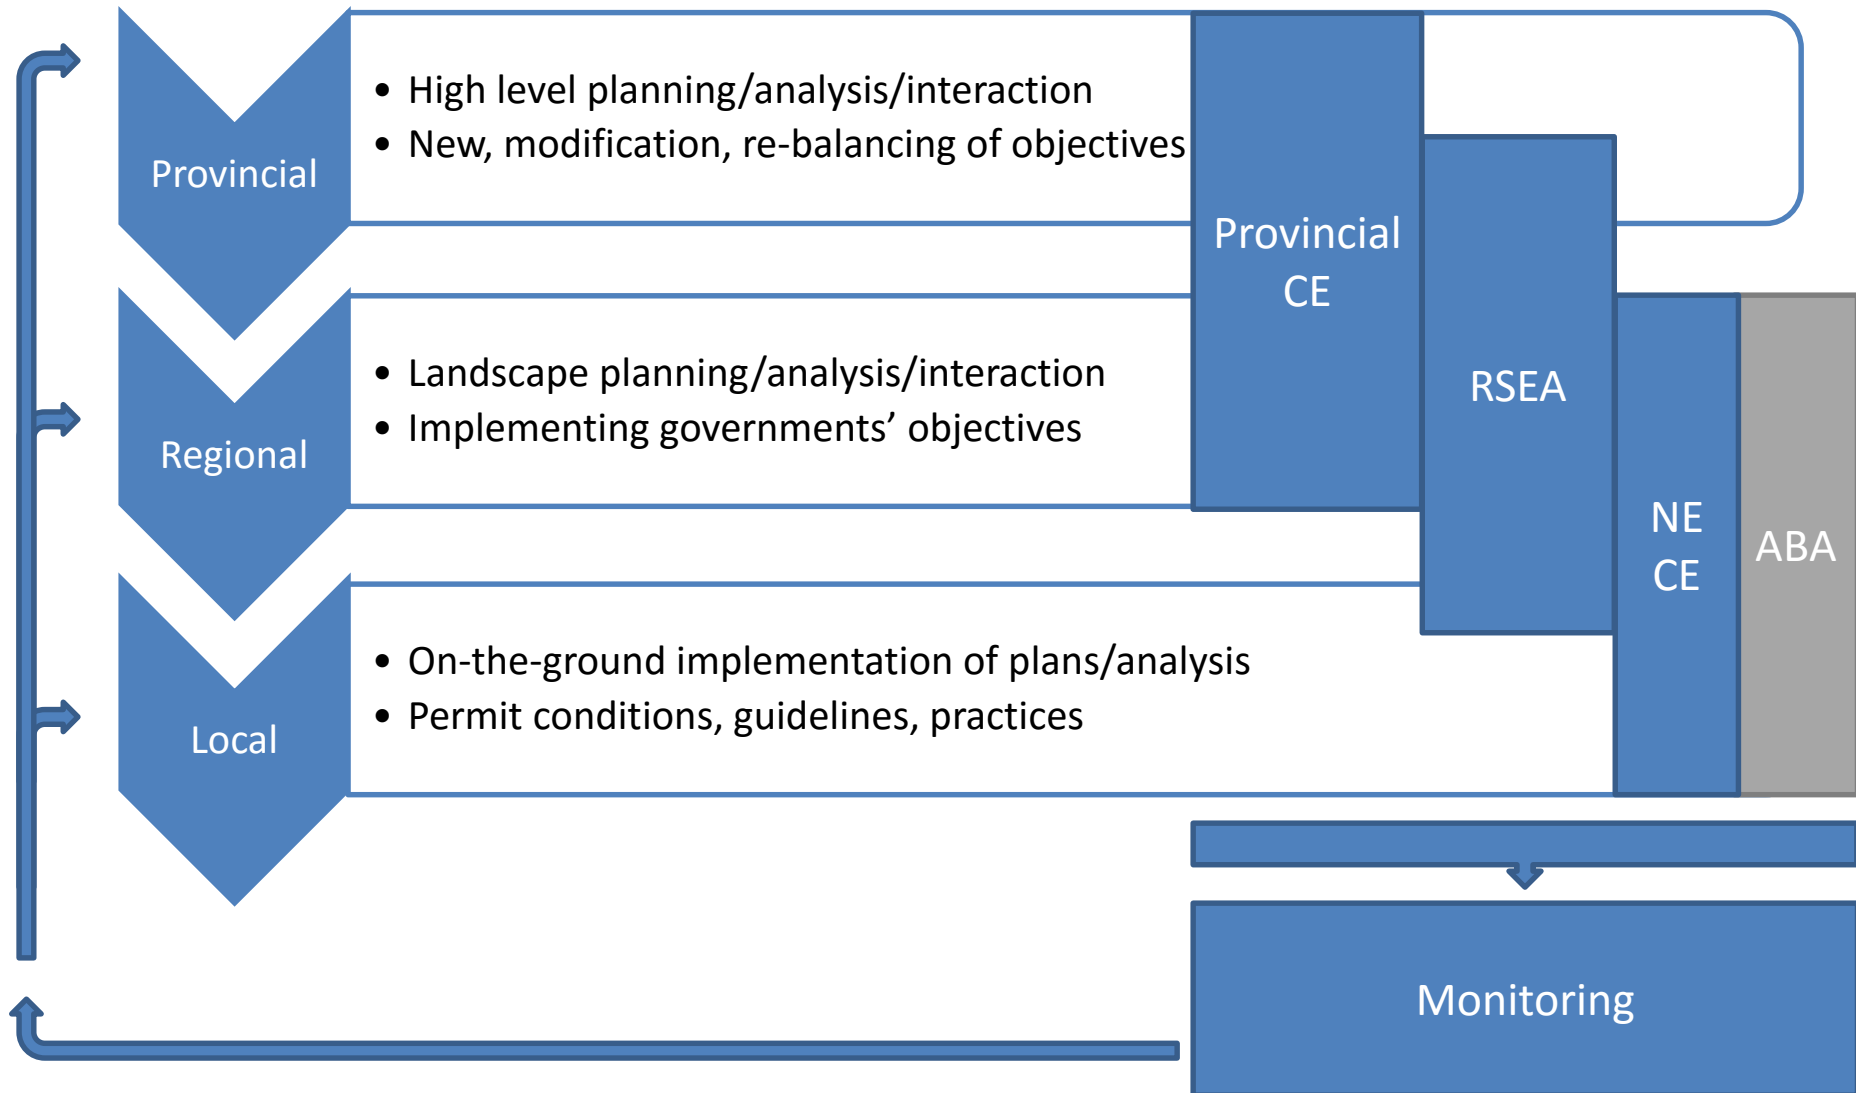 Provincial
• High level planning/analysis/interaction
• New, modification, re-balancing of objectives
Regional
• Landscape planning/analysis/interaction
• Implementing governments’ objectives
Local
• On-the-ground implementation of plans/analysis
• Permit conditions, guidelines, practices
Provincial
CE
RSEA
NE
CE
ABA
Monitoring